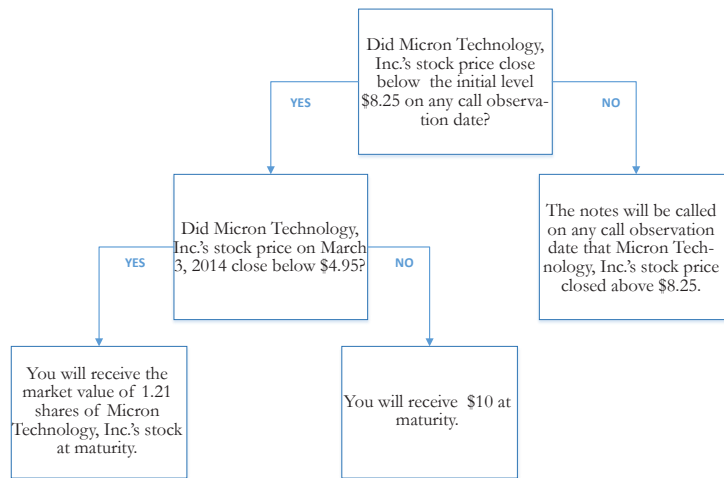 Did Micron Technology,
Inc.'s stock price close
below the initial level
$8.25 on any call observa-
tion date?
YES
NO
Did Micron Technology,
Inc.'s stock price on March
3, 2014 close below $4.95?
The notes will be called
on any call observation
date that Micron Tech-
nology, Inc.'s stock price
closed above $8.25.
YES
NO
You will receive the
market value of 1.21
shares of Micron
Technology, Inc.'s stock
at maturity.
You will receive $10 at
maturity.